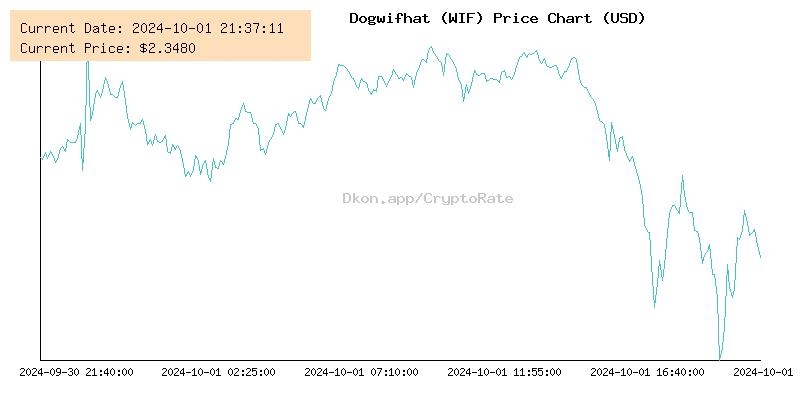 Dogwifhat (WIF) Price Chart (USD)
Current Date: 2024-10-01 21:37:11
Current Price: $2.3480
Dkon.app/CryptoRate
2024-09-30 21:40:00 2024-10-01 02:25:00 2024-10-01 07:10:00 2024-10-01 11:55:00 2024-10-01 16:40:00 2024-10-01